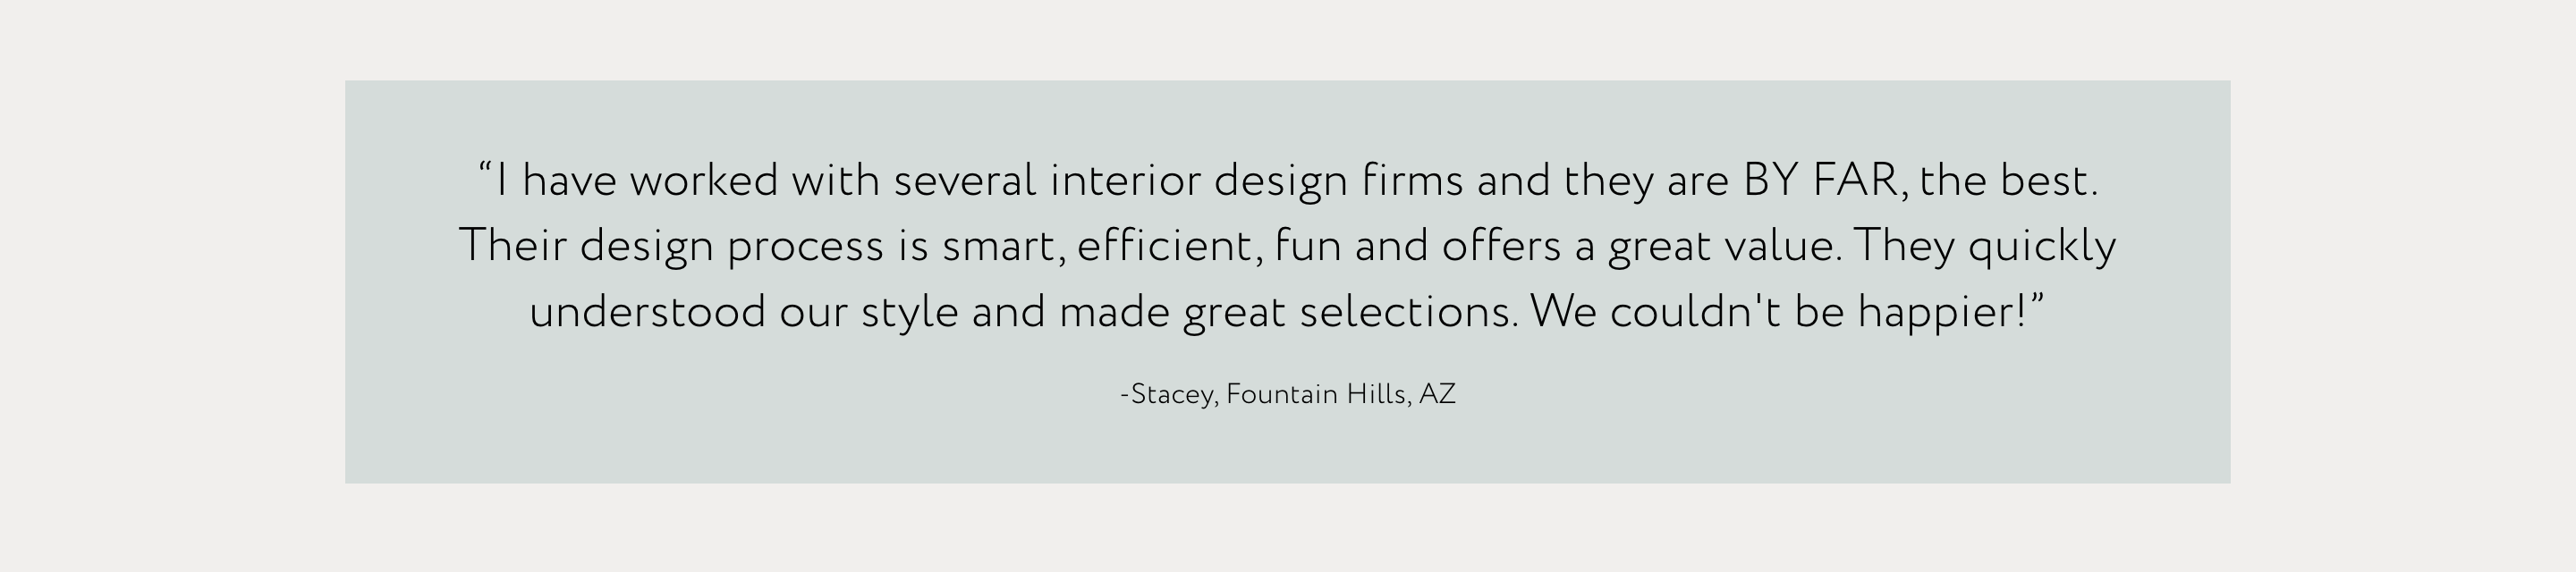 “I have worked with several interior design firms and they are BY FAR, the best.
Their design process is smart, efficient, fun and offers a great value. They quickly
understood our style and made great selections. We couldn't be happier!”
-Stacey, Fountain Hills, AZ